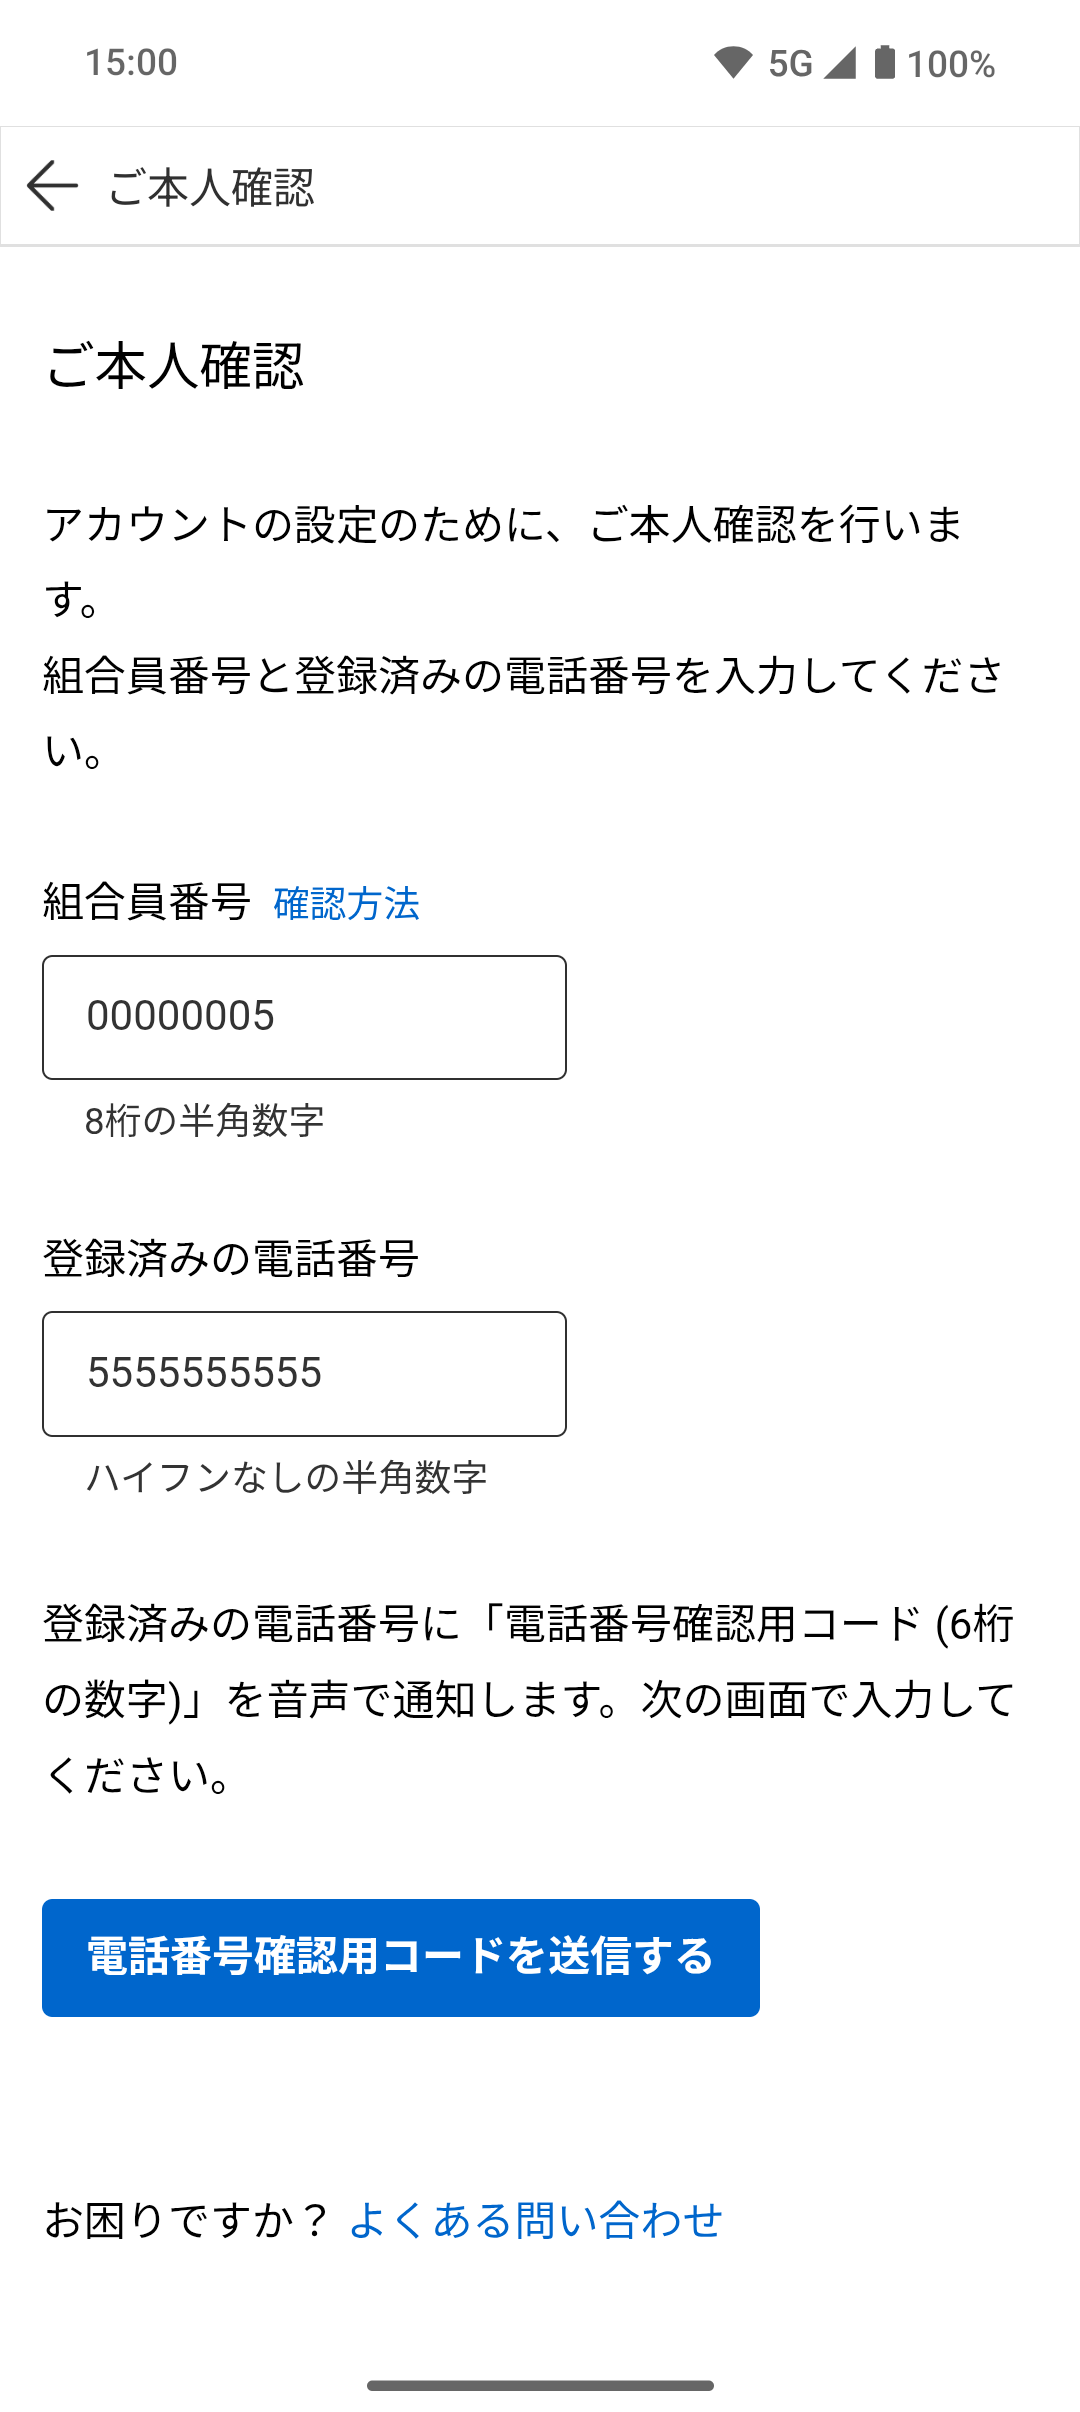 15:00
5G 100%
ご本人確認
ご本人確認
アカウントの設定のために、ご本人確認を行いま
す。
組合員番号と登録済みの電話番号を入力してくださ
い。
組合員番号 確認方法
00000005
8桁の半角数字
登録済みの電話番号
5555555555
ハイフンなしの半角数字
登録済みの電話番号に「電話番号確認用コード (6桁
の数字)」を音声で通知します。次の画面で入力して
ください。
電話番号確認用コードを送信する
お困りですか？ よくある問い合わせ